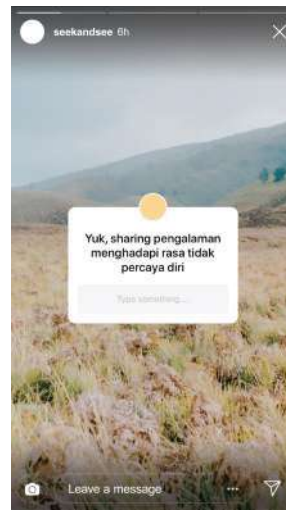 seekandsee 6h
Yuk, sharing pengalaman
menghadapi rasa tidak
percaya diri
Type something...
Leave a message